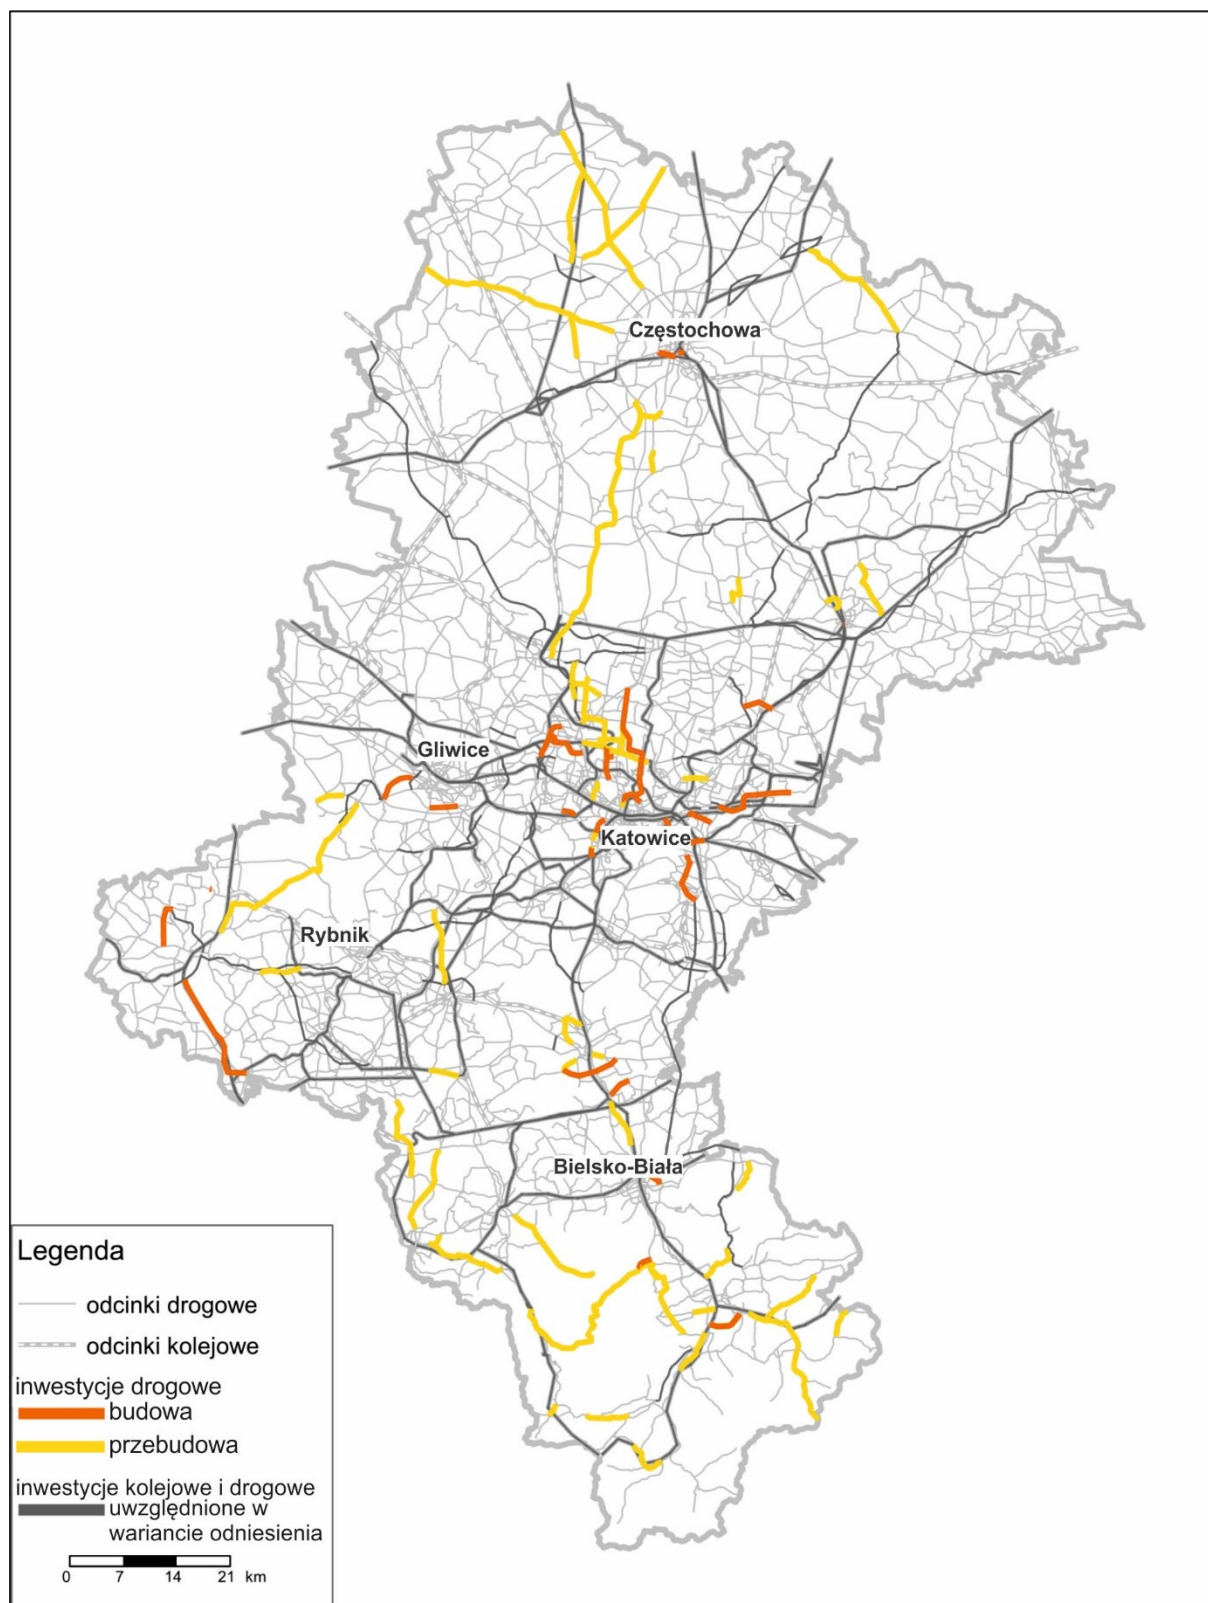 Częstochowa
Gliwice
Katowice
Rybnik
Bielsko-Biała
Legenda
odcinki drogowe
odcinki kolejowe
inwestycje drogowe
budowa
przebudowa
inwestycje kolejowe i drogowe
uwzględnione w
wariancie odniesienia
0 7 14 21 km